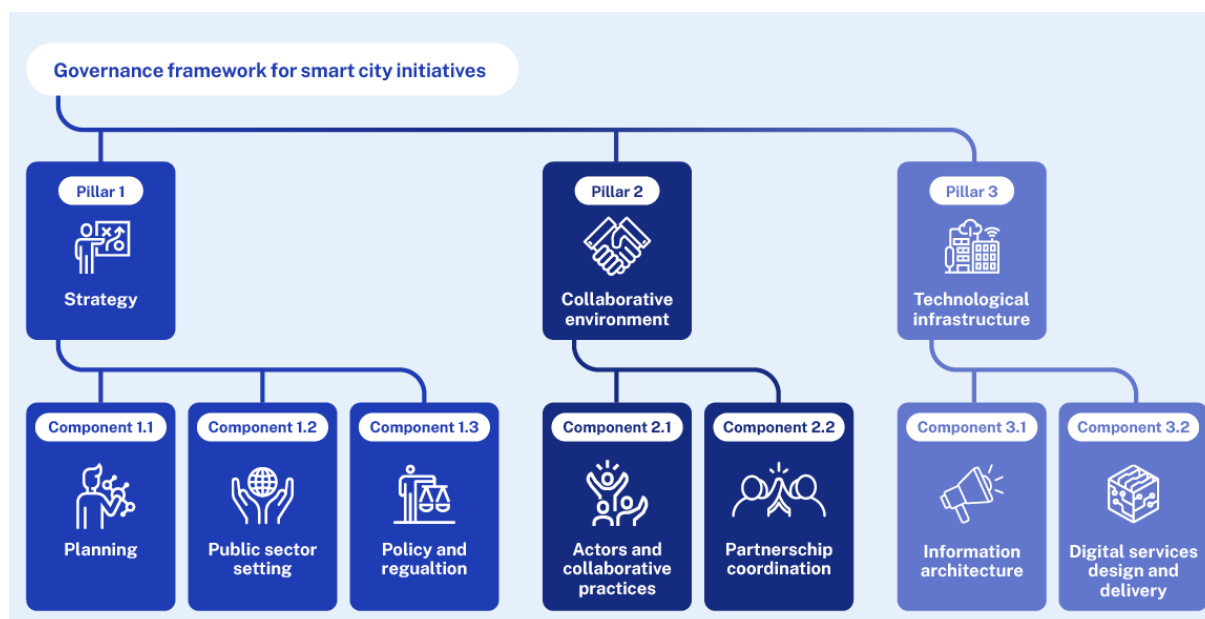 Governance framework for smart city initiatives
Pillar 1
Strategy
Pillar 2
Collaborative
environment
Pillar 3
Technological
infrastructure
Component 1.1
Planning
Component 1.2
Public sector
setting
Component 1.3
Policy and
regualtion
Component 2.1
Actors and
collaborative
practices
Component 2.2
Partnerschip
coordination
Component 3.1
Information
architecture
Component 3.2
Digital services
design and
delivery